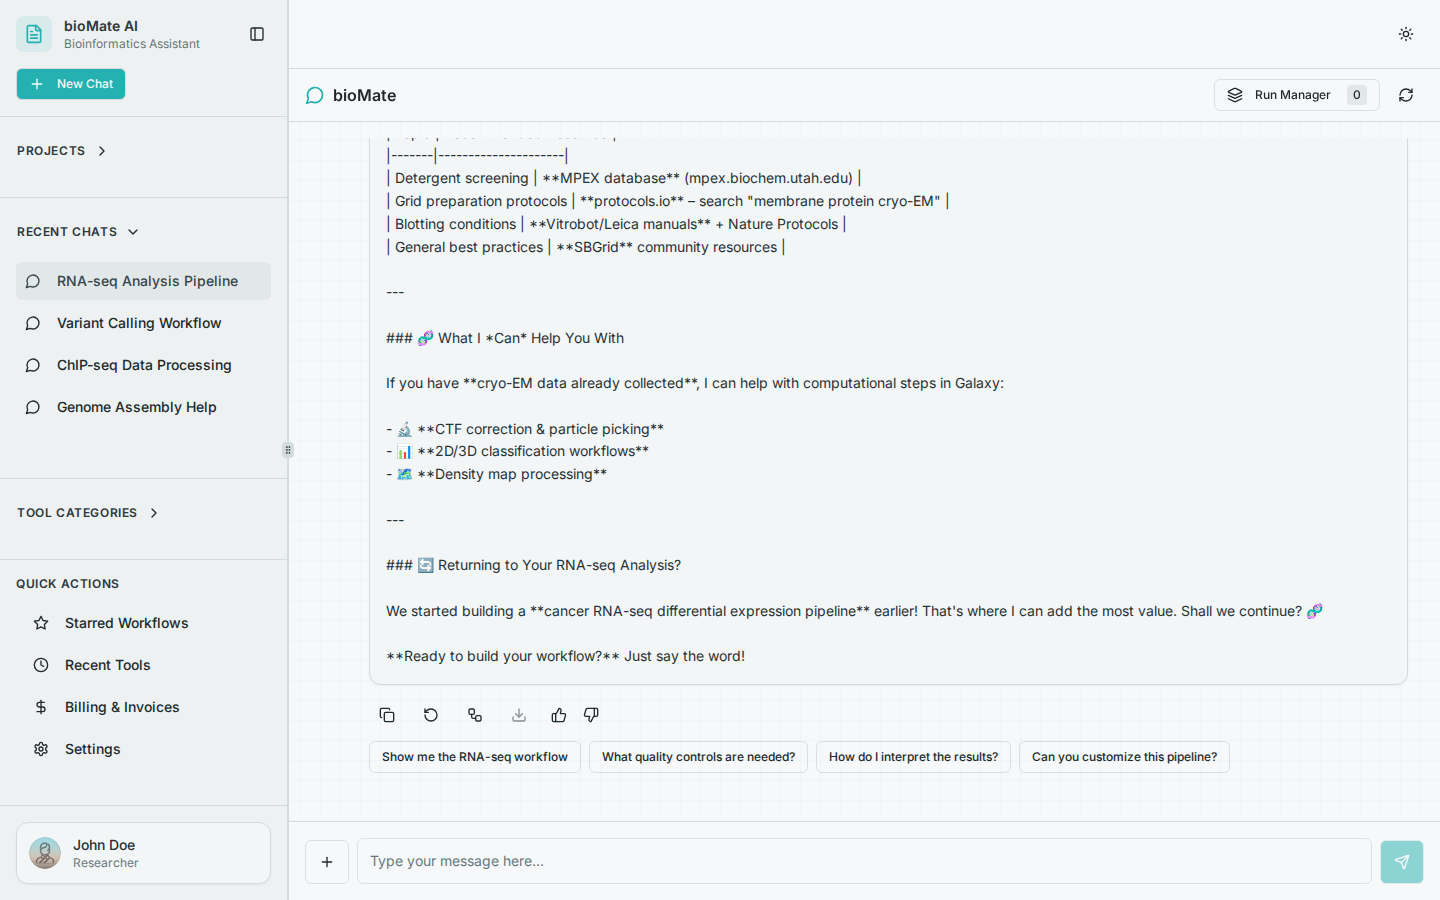 bioMate AI
Bioinformatics Assistant
New Chat
PROJECTS
RECENT CHATS
RNA-seq Analysis Pipeline
Variant Calling Workflow
ChIP-seq Data Processing
Genome Assembly Help
TOOL CATEGORIES
QUICK ACTIONS
Starred Workflows
Recent Tools
Billing & Invoices
Settings
John Doe
Researcher
bioMate
Run Manager 0
|-------|----------------------|
| Detergent screening | **MPEX database** (mpex.biochem.utah.edu) |
| Grid preparation protocols | **protocols.io** – search "membrane protein cryo-EM" |
| Blotting conditions | **Vitrobot/Leica manuals** + Nature Protocols |
| General best practices | **SBGrid** community resources |
---
### 🧬 What I *Can* Help You With
If you have **cryo-EM data already collected**, I can help with computational steps in Galaxy:
- 🔬 **CTF correction & particle picking**
- 📊 **2D/3D classification workflows**
- 🗺️ **Density map processing**
---
### 🔄 Returning to Your RNA-seq Analysis?
We started building a **cancer RNA-seq differential expression pipeline** earlier! That's where I can add the most value. Shall we continue? 🧬
**Ready to build your workflow?** Just say the word!
Show me the RNA-seq workflow
What quality controls are needed?
How do I interpret the results?
Can you customize this pipeline?
Type your message here...